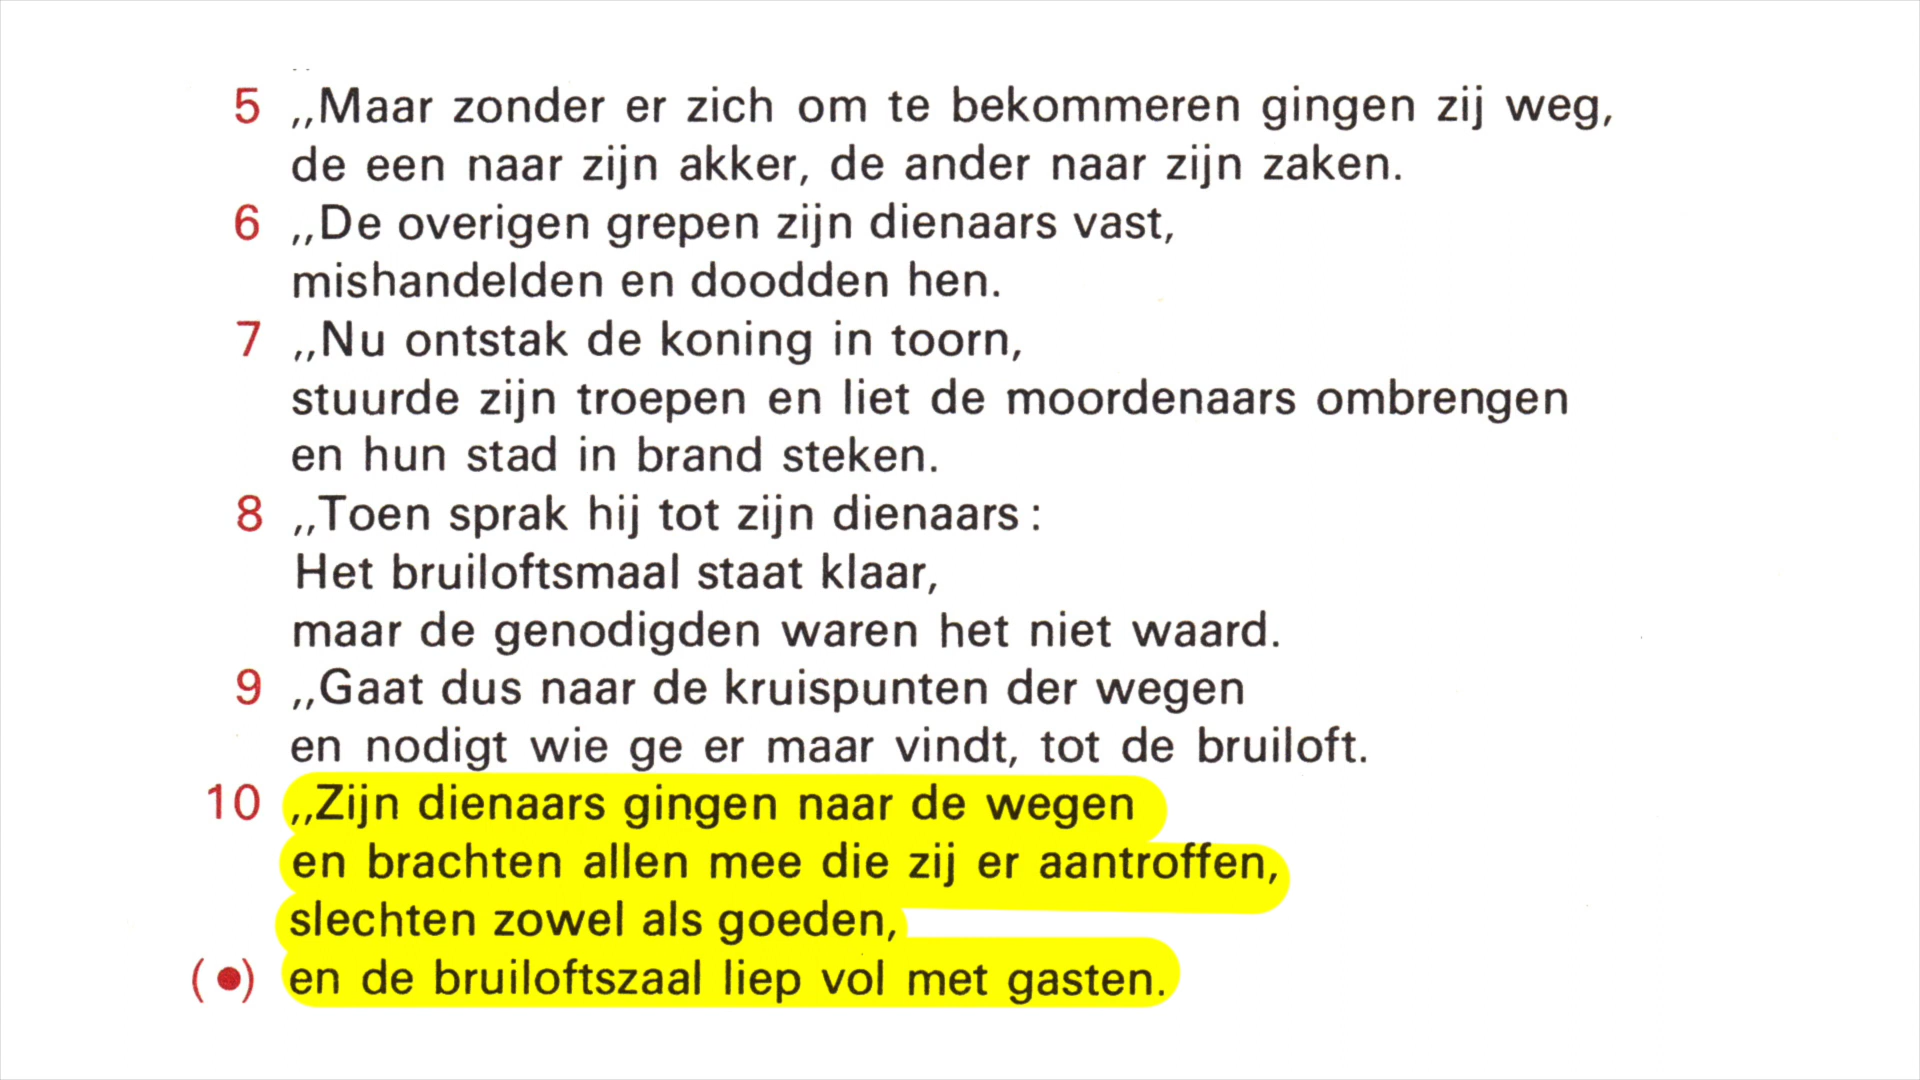 5 ,,Maar zonder er zich om te bekommeren gingen zij weg,
de een naar zijn akker, de ander naar zijn zaken.
6 ,,De overigen grepen zijn dienaars vast,
mishandelden en doodden hen.
7 ,,Nu ontstak de koning in toorn,
stuurde zijn troepen en liet de moordenaars ombrengen
en hun stad in brand steken.
8 ,,Toen sprak hij tot zijn dienaars :
Het bruiloftsmaal staat klaar,
maar de genodigden waren het niet waard.
9 ,,Gaat dus naar de kruispunten der wegen
en nodigt wie ge er maar vindt, tot de bruiloft.
10 ,,Zijn dienaars gingen naar de wegen
en brachten allen mee die zij er aantroffen,
slechten zowel als goeden,
(●) en de bruiloftszaal liep vol met gasten.